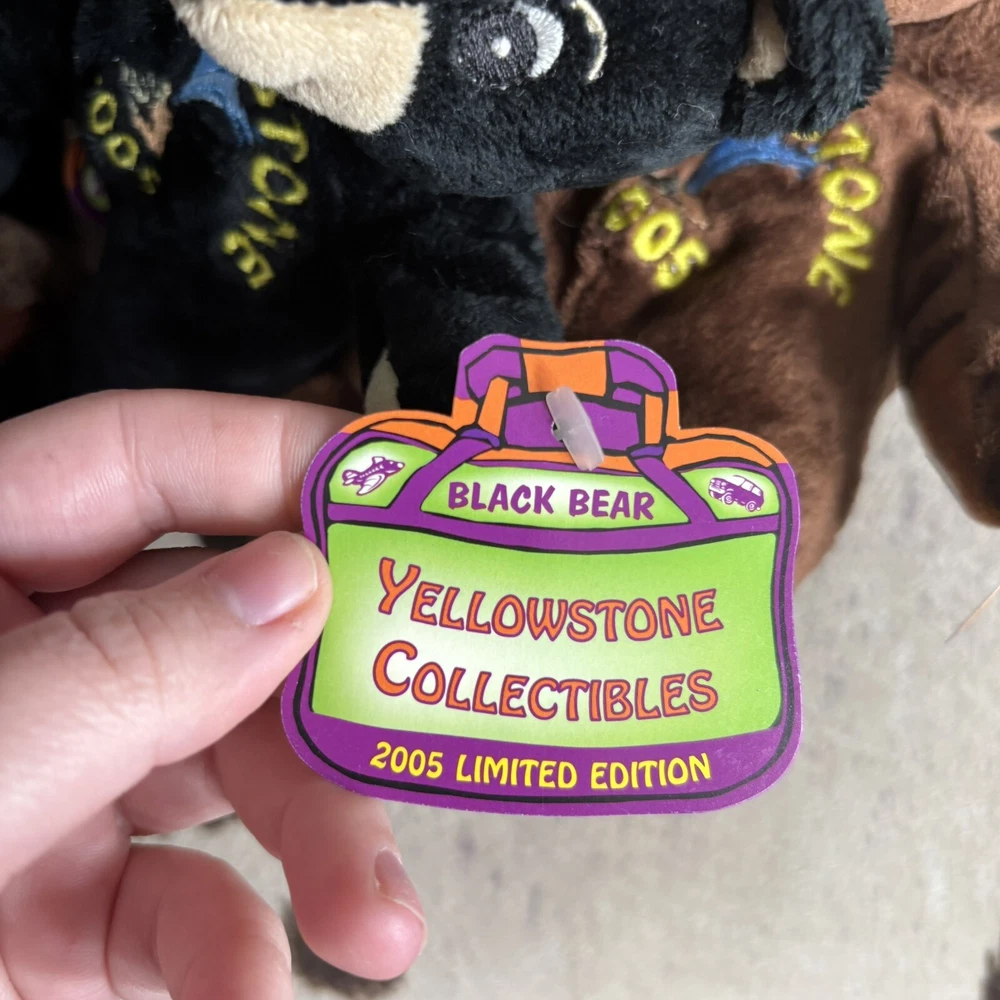 BLACK BEAR
YELLOWSTONE
COLLECTIBLES
2005 LIMITED EDITION